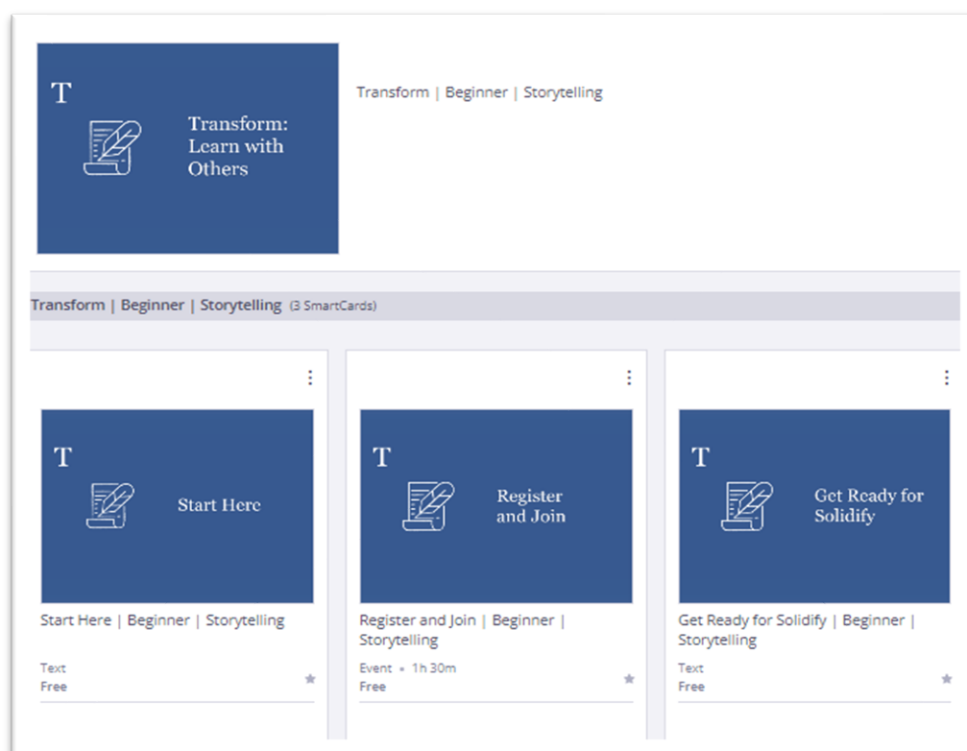 T
Transform:
Learn with
Others
Transform | Beginner | Storytelling
Transform | Beginner | Storytelling (3 SmartCards)
T
Start Here
Start Here | Beginner | Storytelling
Text
Free
T
Register
and Join
Register and Join | Beginner |
Storytelling
Event • 1h 30m
Free
T
Get Ready for
Solidify
Get Ready for Solidify | Beginner |
Storytelling
Text
Free